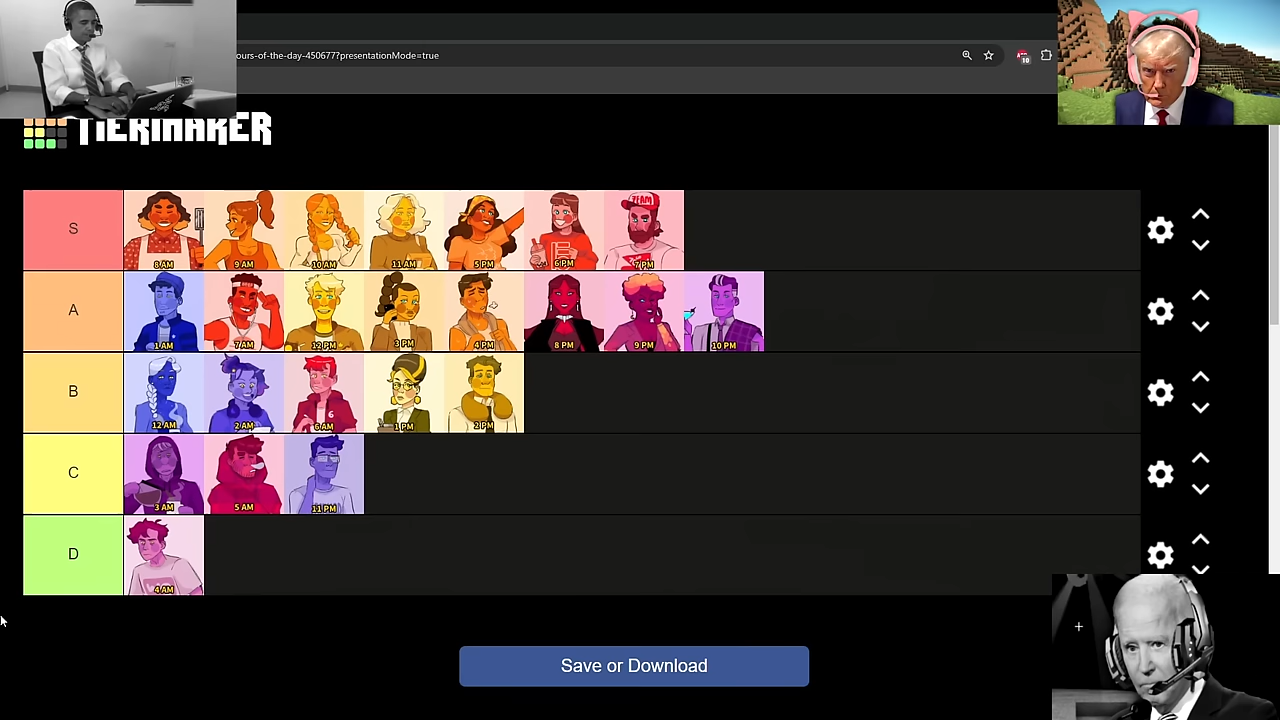 ours-of-the-day-450677?presentationMode=true
10
TIERMAKER
S
8 AM 9 AM 10 AM 11 AM 5 PM 6 PM 7 PM
TEAM
A
1 AM 7 AM 12 PM 3 PM 4 PM 8 PM 9 PM 10 PM
B
12 AM 2 AM 6 AM 1 PM 2 PM
6
C
3 AM 5 AM 11 PM
D
4 AM
Save or Download